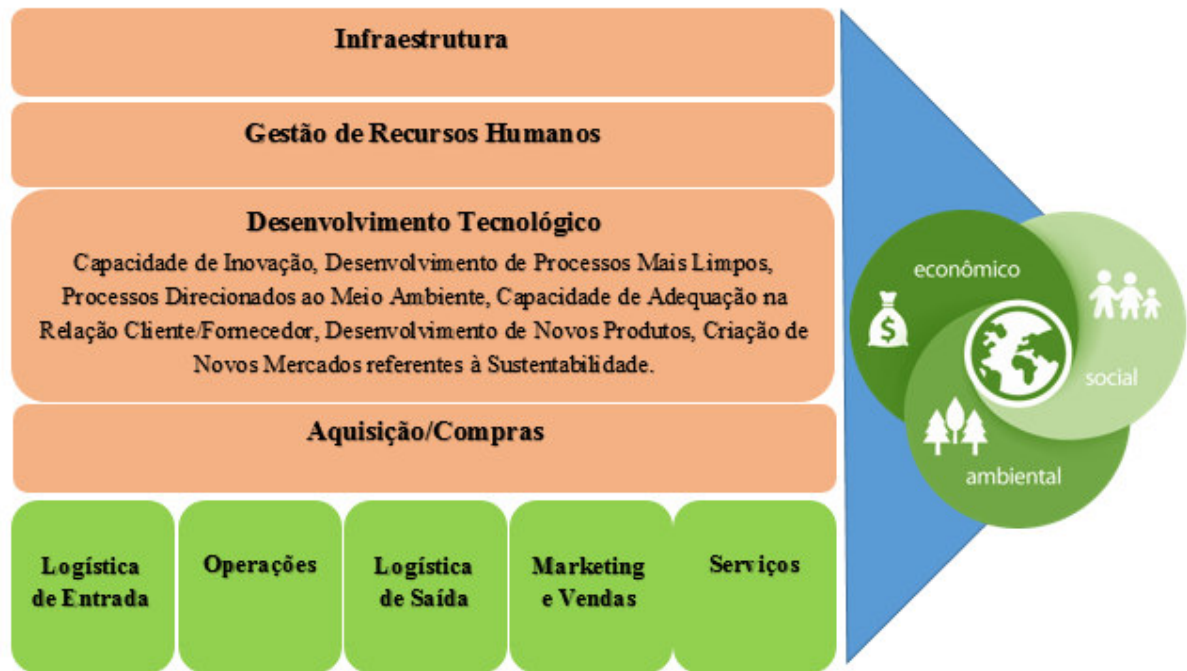 Infraestrutura
Gestão de Recursos Humanos
Desenvolvimento Tecnológico
Capacidade de Inovação, Desenvolvimento de Processos Mais Limpos,
Processos Direcionados ao Meio Ambiente, Capacidade de Adequação na
Relação Cliente/Fornecedor, Desenvolvimento de Novos Produtos, Criação de
Novos Mercados referentes à Sustentabilidade.
Aquisição/Compras
Logística
de Entrada
Operações
Logística
de Saída
Marketing
e Vendas
Serviços
econômico
$
social
ambiental